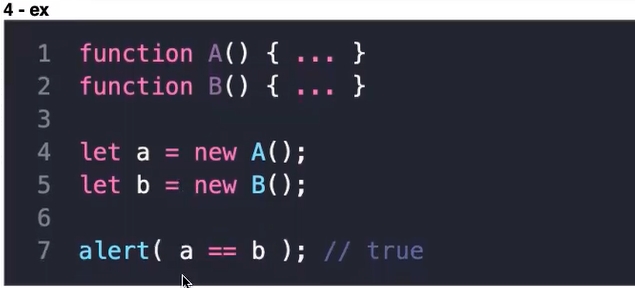 4 - ex
1 function A() { ... }
2 function B() { ... }
3
4 let a = new A();
5 let b = new B();
6
7 alert( a == b ); // true